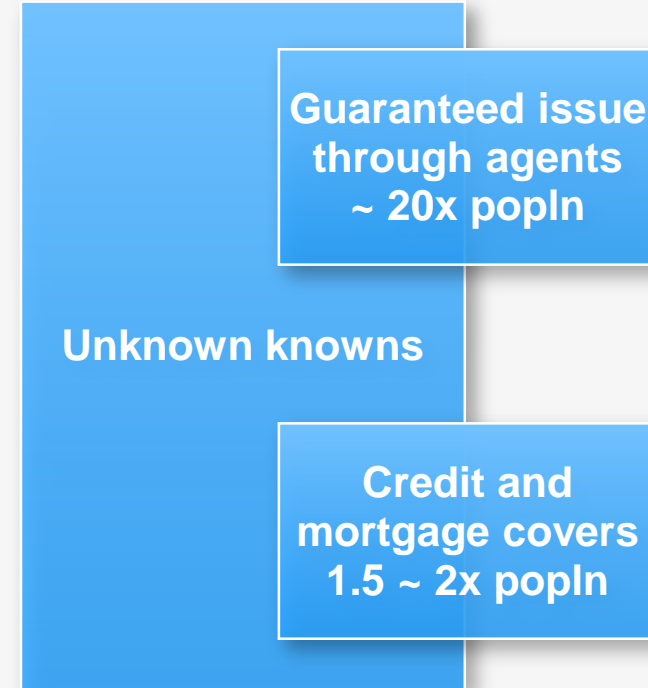 Guaranteed issue
through agents
~ 20x popln
Unknown knowns
Credit and
mortgage covers
1.5 ~ 2x popln